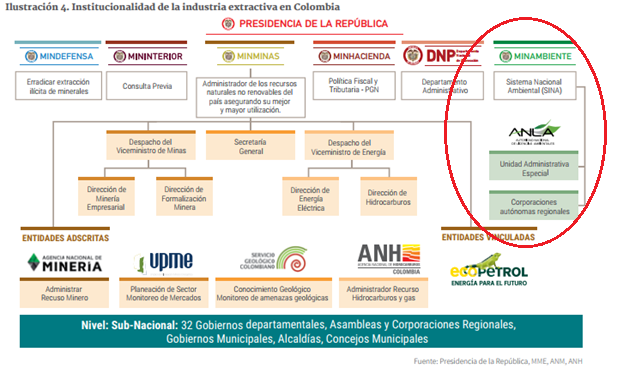 Ilustración 4. Institucionalidad de la industria extractiva en Colombia
PRESIDENCIA DE LA REPÚBLICA
MINDEFENSA
MININTERIOR
MINMINAS
MINHACIENDA
DNP
MINAMBIENTE
Erradicar extracción
ilícita de minerales
Consulta Previa
Administrador de los recursos
naturales no renovables del
país asegurando su mejor
y mayor utilización.
Política Fiscal y
Tributaria - PGN
Departamento
Administrativo
Sistema Nacional
Ambiental (SINA)
ANLA
Despacho del
Viceministro de Minas
Secretaría
General
Despacho del
Viceministro de Energía
Unidad Administrativa
Especial
Dirección de
Minería
Empresarial
Dirección de
Formalización
Minera
Dirección de
Energía
Eléctrica
Dirección de
Hidrocarburos
Corporaciones
autónomas regionales
ENTIDADES ADSCRITAS
ENTIDADES VINCULADAS
AGENCIA NACIONAL DE
MINERÍA
upme
SERVICIO
GEOLÓGICO
COLOMBIANO
ANH
AGENCIA NACIONAL DE HIDROCARBUROS
COLOMBIA
ecoPETROL
ENERGÍA PARA EL FUTURO
Administrar
Recuso Minero
Planeación de Sector
Monitoreo de Mercados
Conocimiento Geológico
Monitoreo de amenazas geológicas
Administrador Recurso
Hidrocarburos y gas
Nivel: Sub-Nacional: 32 Gobiernos departamentales, Asambleas y Corporaciones Regionales,
Gobiernos Municipales, Alcaldías, Concejos Municipales
Fuente: Presidencia de la República, MME, ANM, ANH